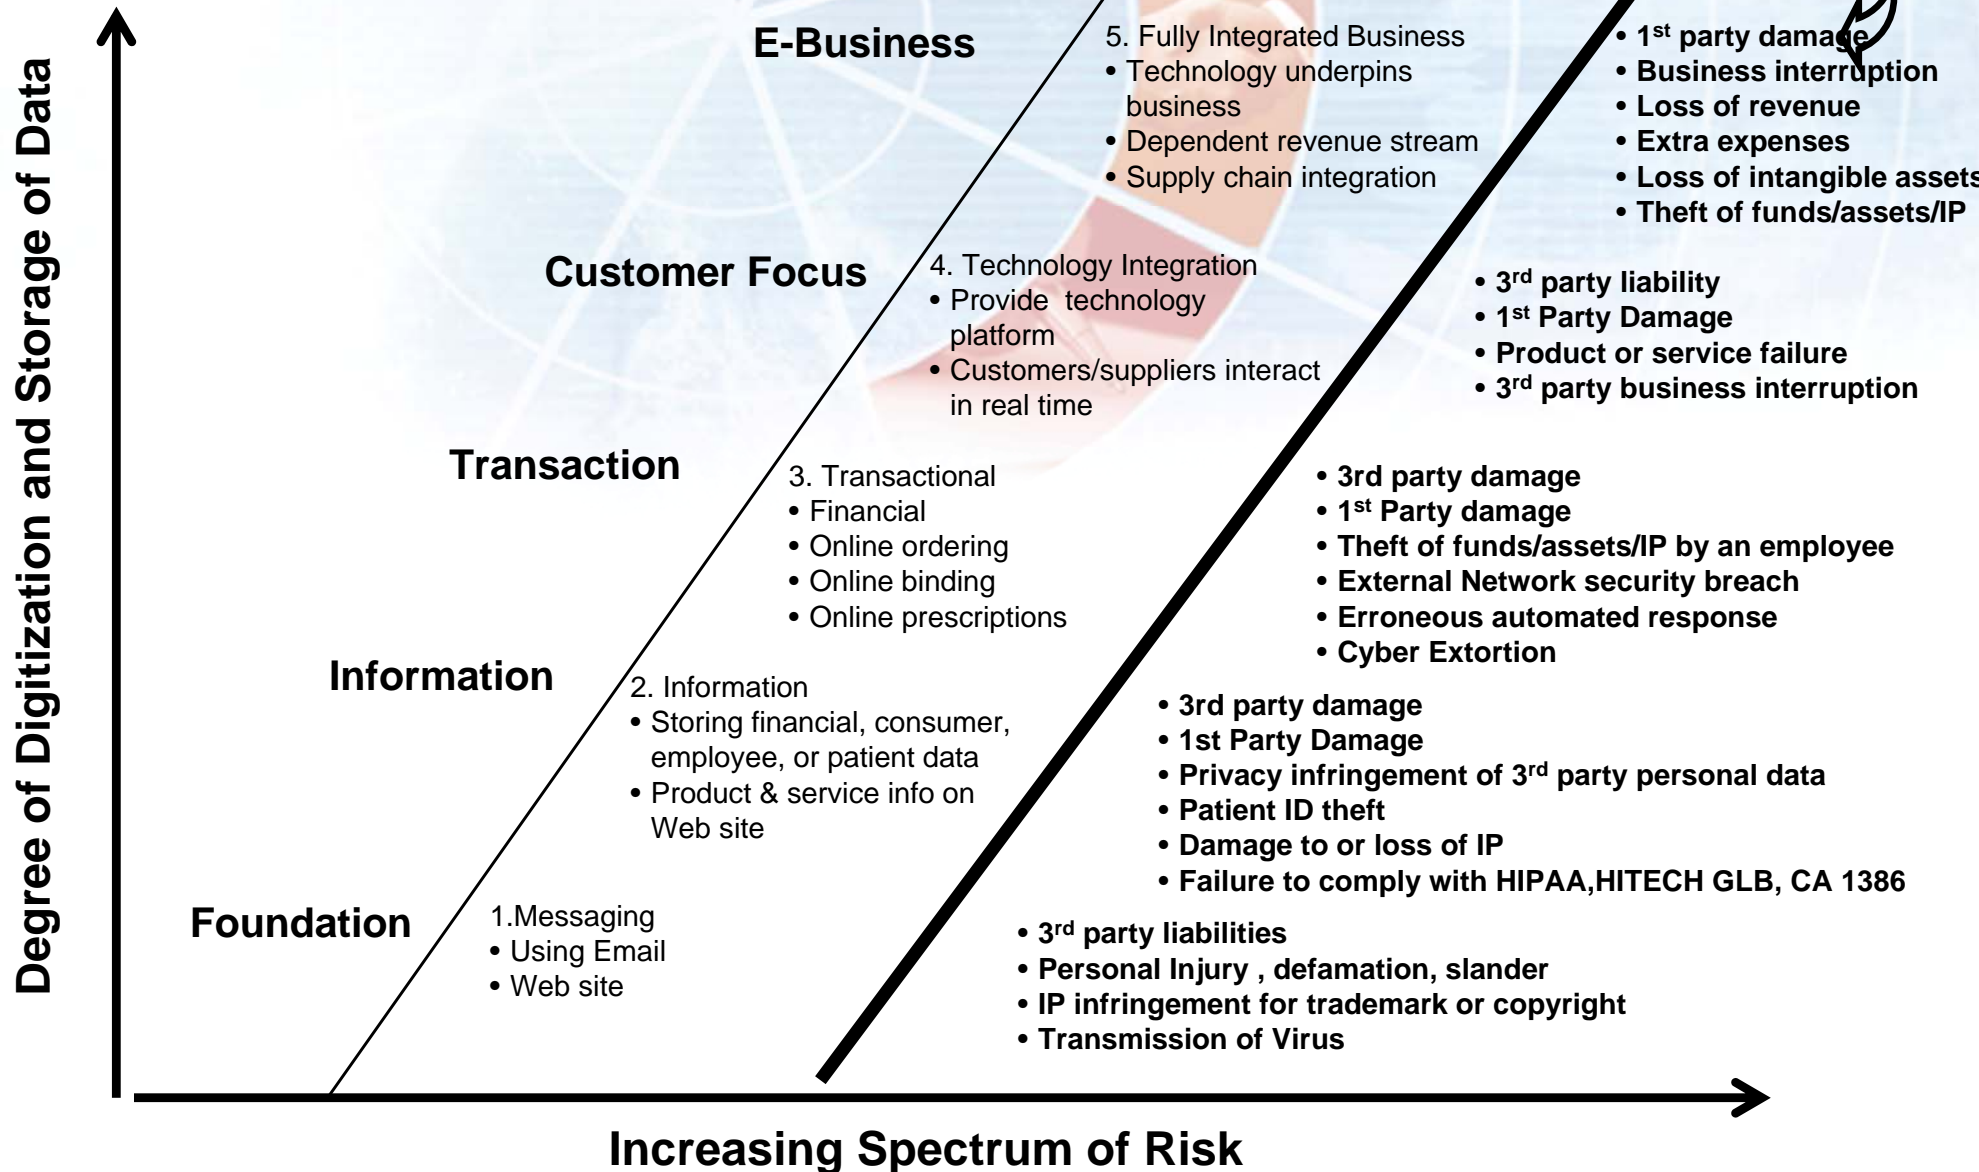 Degree of Digitization and Storage of Data
E-Business
5. Fully Integrated Business
• Technology underpins
business
• Dependent revenue stream
• Supply chain integration
• 1st party damage
• Business interruption
• Loss of revenue
• Extra expenses
• Loss of intangible assets
• Theft of funds/assets/IP
Customer Focus
4. Technology Integration
• Provide technology
platform
• Customers/suppliers interact
in real time
• 3rd party liability
• 1st Party Damage
• Product or service failure
• 3rd party business interruption
Transaction
3. Transactional
• Financial
• Online ordering
• Online binding
• Online prescriptions
• 3rd party damage
• 1st Party damage
• Theft of funds/assets/IP by an employee
• External Network security breach
• Erroneous automated response
• Cyber Extortion
Information
2. Information
• Storing financial, consumer,
employee, or patient data
• Product & service info on
Web site
• 3rd party damage
• 1st Party Damage
• Privacy infringement of 3rd party personal data
• Patient ID theft
• Damage to or loss of IP
• Failure to comply with HIPAA,HITECH GLB, CA 1386
Foundation
1.Messaging
• Using Email
• Web site
• 3rd party liabilities
• Personal Injury , defamation, slander
• IP infringement for trademark or copyright
• Transmission of Virus
Increasing Spectrum of Risk